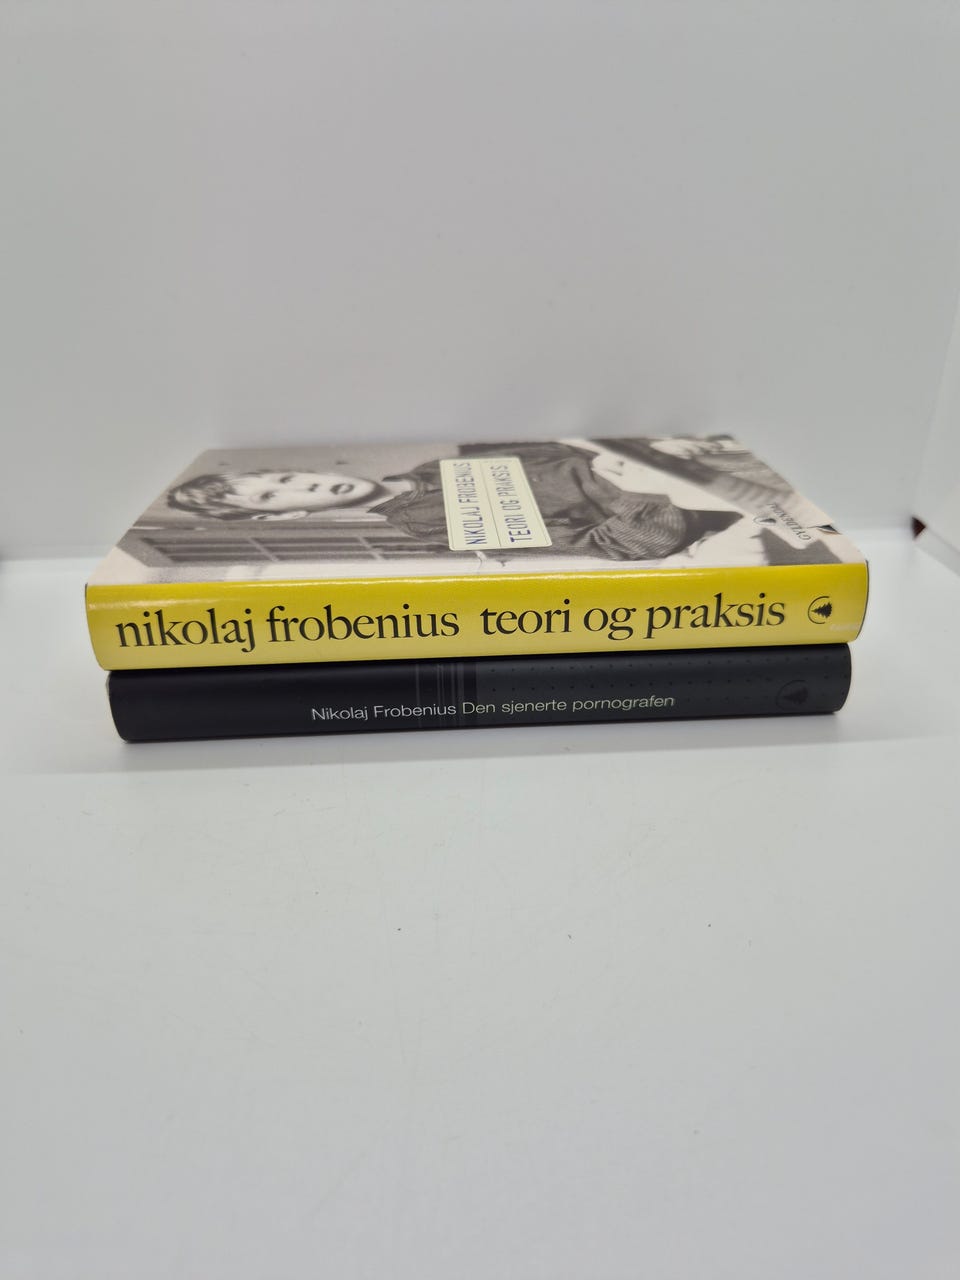 NIKOLAJ FROBENIUS
TEORI OG PRAKSIS
GYLDENDAL
nikolaj frobenius teori og praksis
Nikolaj Frobenius Den sjenerte pornografen